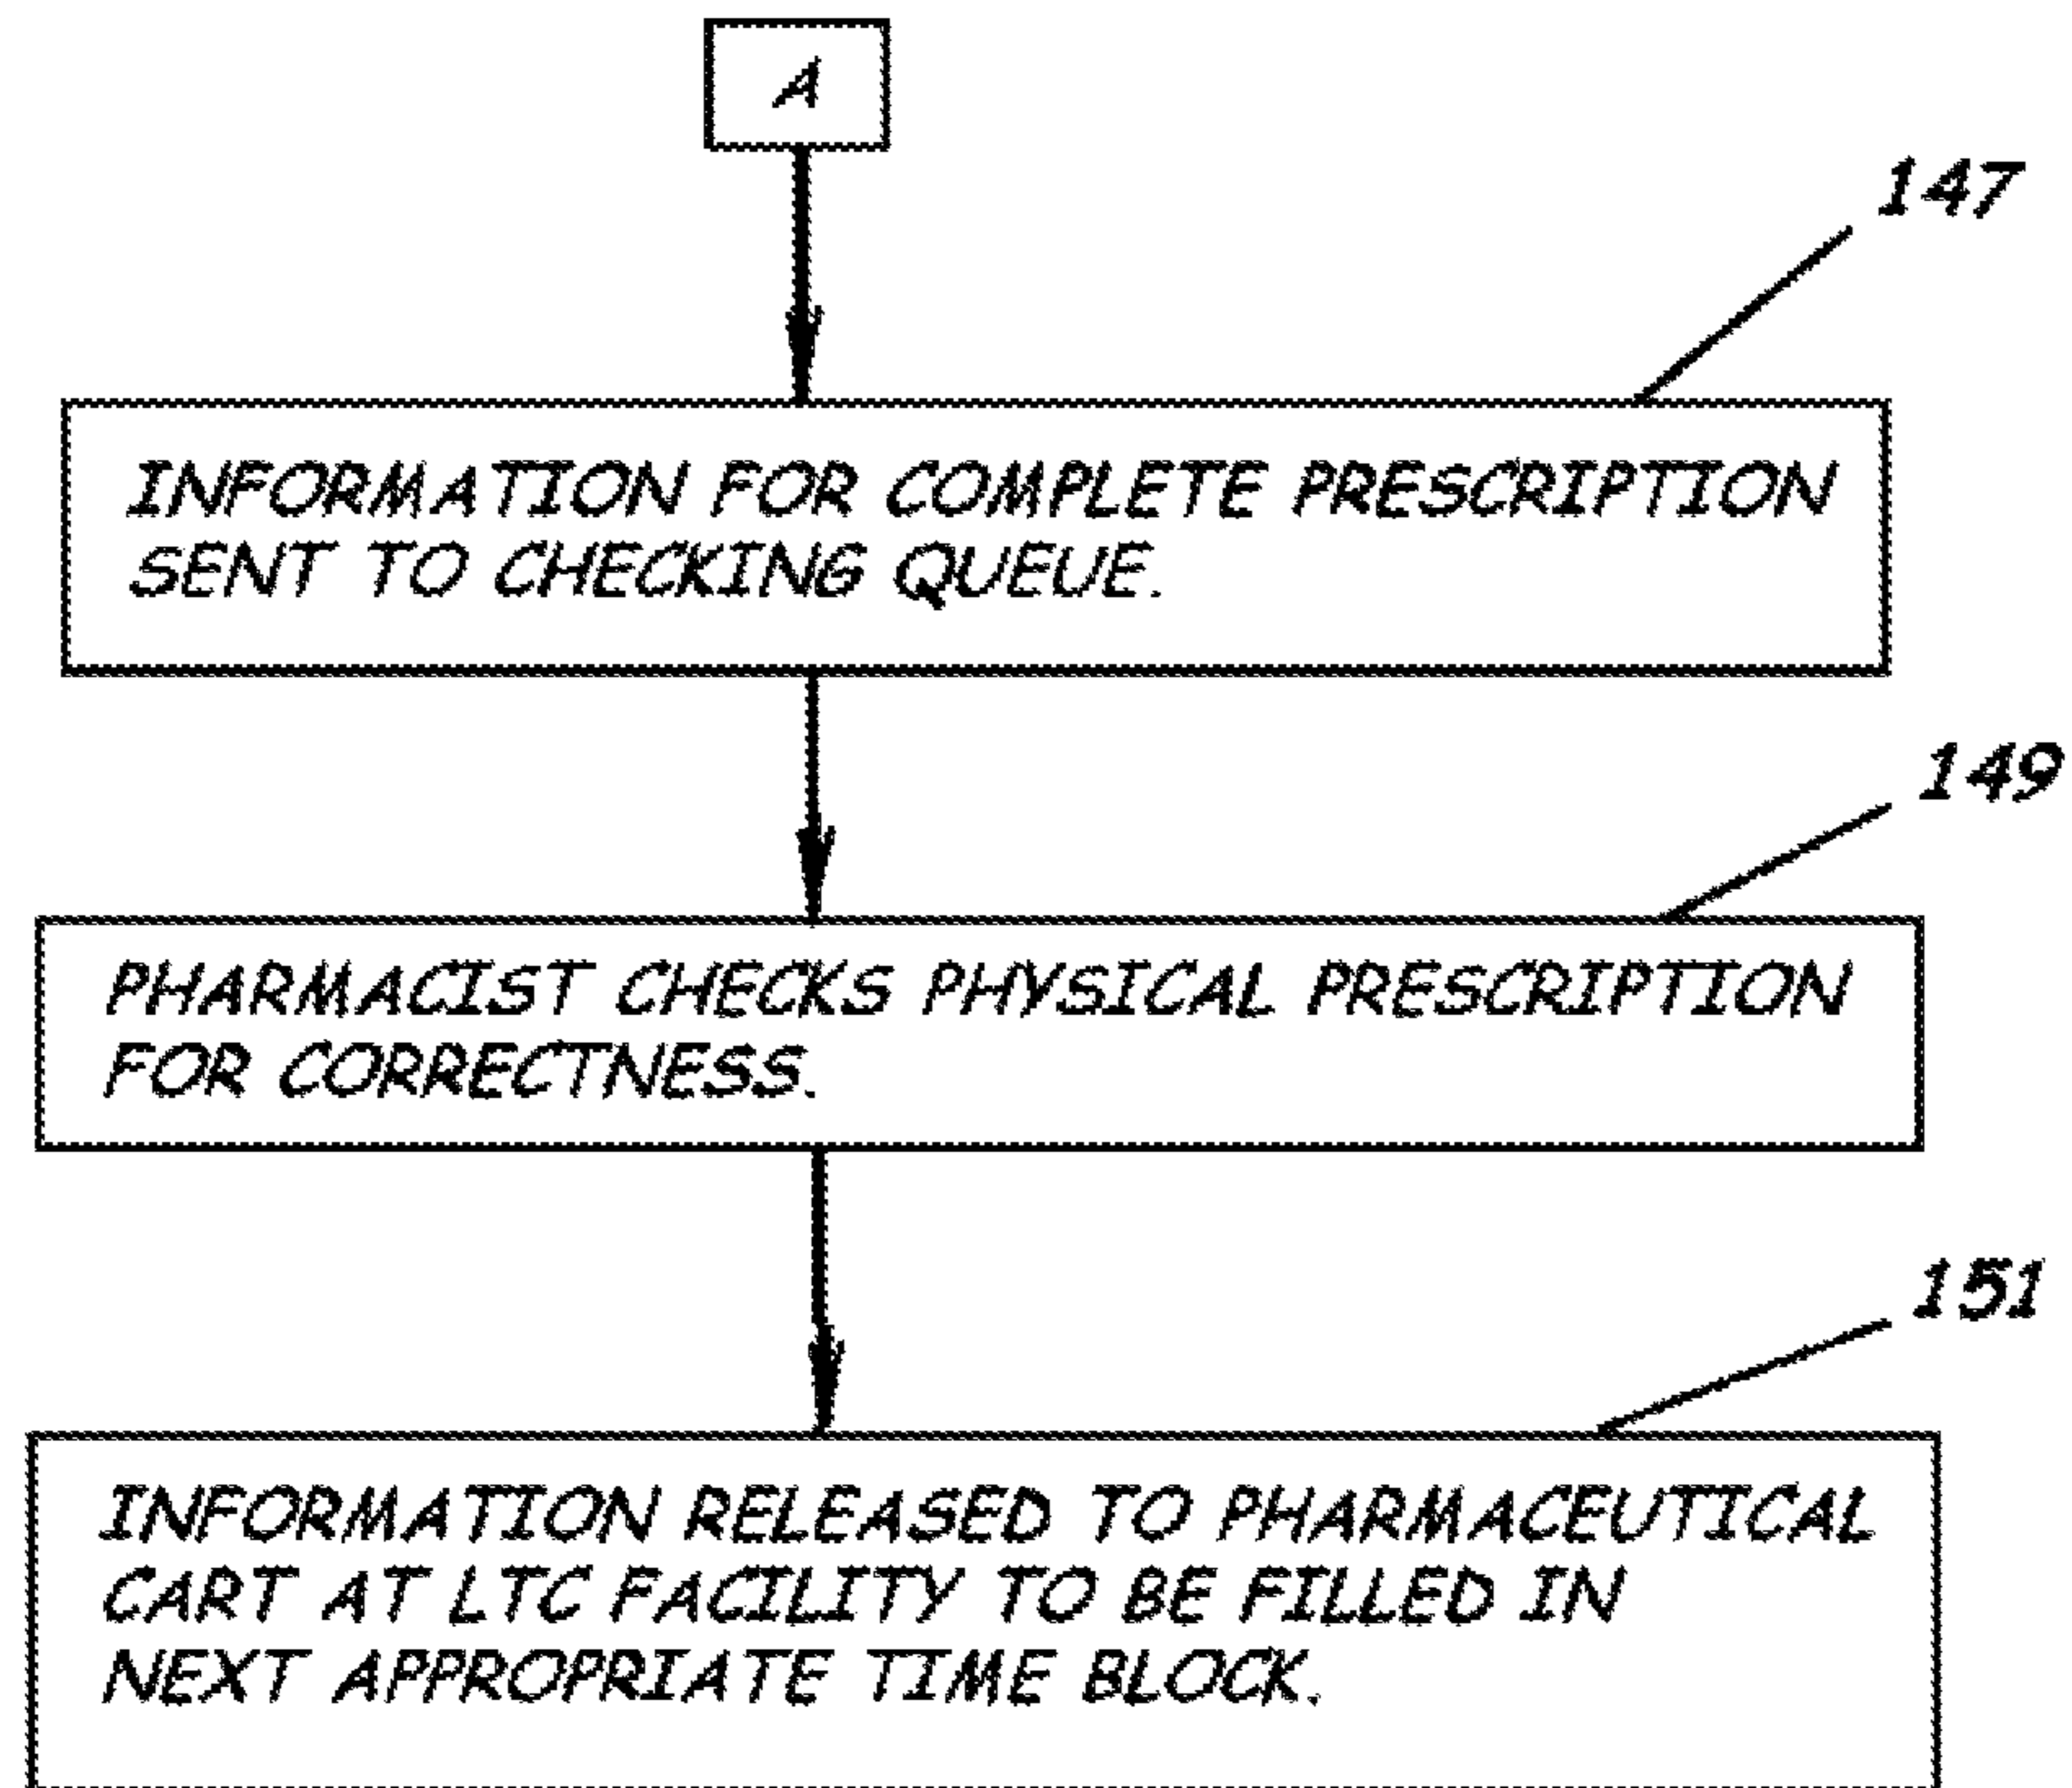 A
147
INFORMATION FOR COMPLETE PRESCRIPTION
SENT TO CHECKING QUEUE.
149
PHARMACIST CHECKS PHYSICAL PRESCRIPTION
FOR CORRECTNESS.
151
INFORMATION RELEASED TO PHARMACEUTICAL
CART AT LTC FACILITY TO BE FILLED IN
NEXT APPROPRIATE TIME BLOCK.